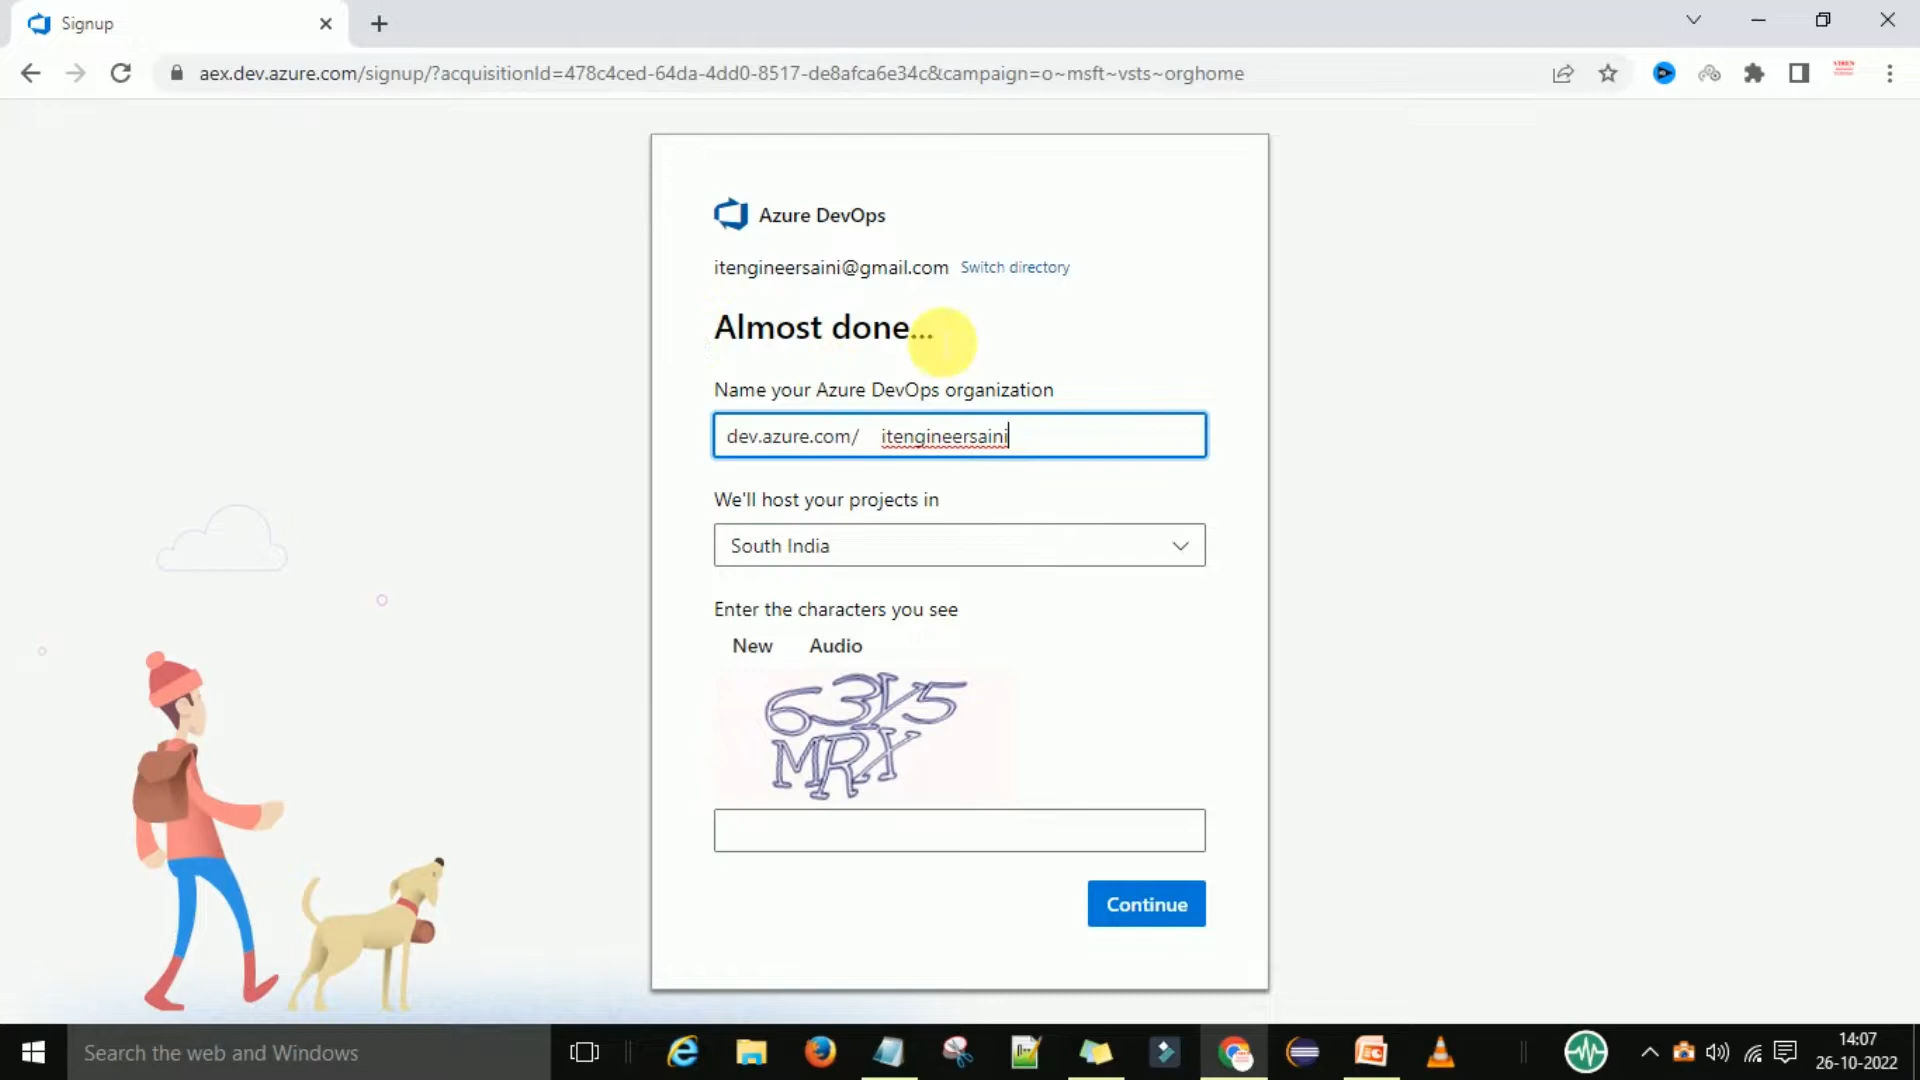 Signup
aex.dev.azure.com/signup/?acquisitionId=478c4ced-64da-4dd0-8517-de8afca6e34c&campaign=o~msft~vsts~orghome
Azure DevOps
itengineersaini@gmail.com Switch directory
Almost done...
Name your Azure DevOps organization
dev.azure.com/ itengineersaini
We'll host your projects in
South India
Enter the characters you see
New Audio
MRX
Continue
Search the web and Windows
14:07
26-10-2022